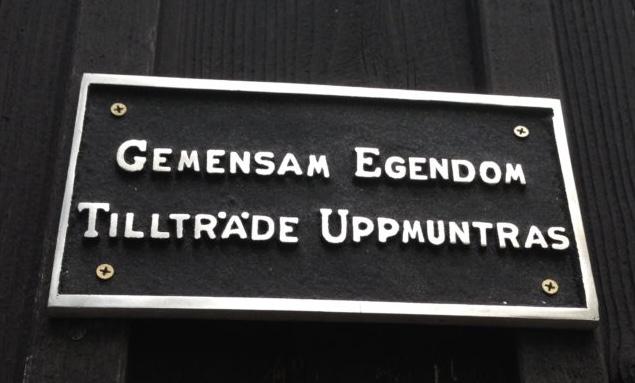 GEMENSAM EGENDOM
TILLTRÄDE UPPMUNTRAS